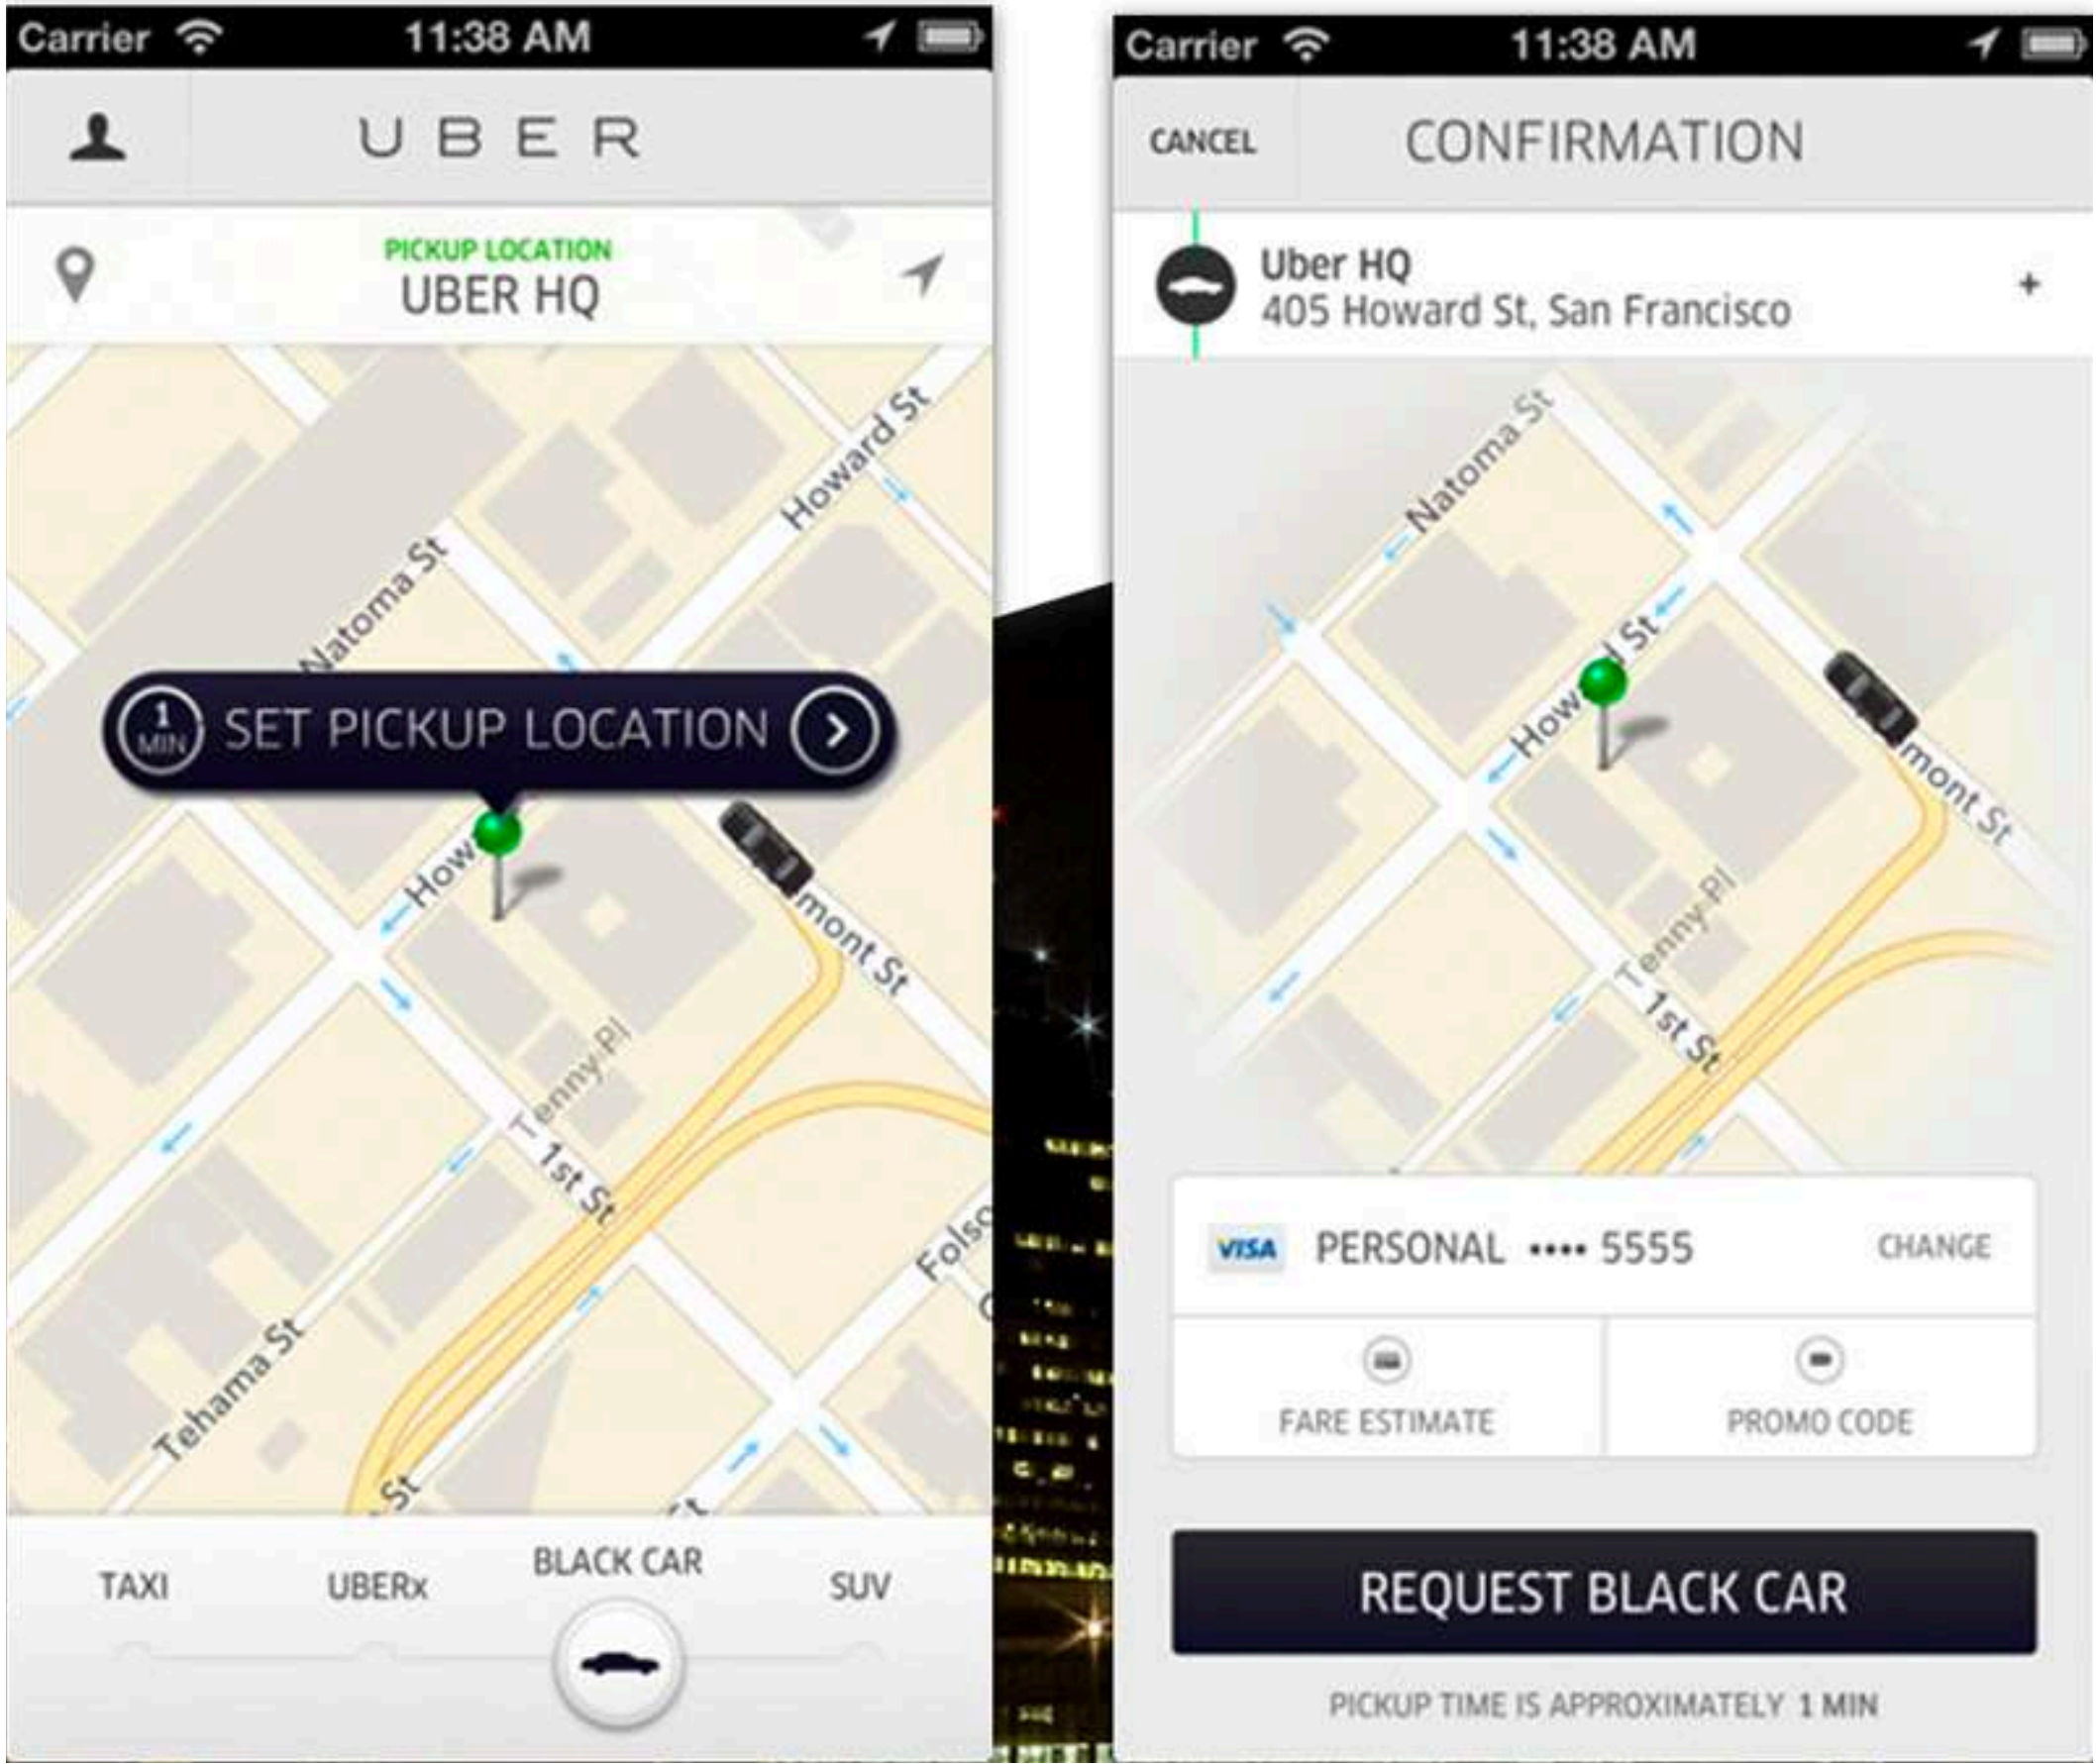 Carrier
11:38 AM
UBER
PICKUP LOCATION
UBER HQ
Howard St
Natoma St
1 MIN
SET PICKUP LOCATION
How
mont St
Tenny Pl
1st St
Folso
Tehama St
St
BLACK CAR
TAXI
UBERx
SUV
Carrier
11:38 AM
CANCEL
CONFIRMATION
Uber HQ
405 Howard St, San Francisco
+
Natoma St
How d St
mont St
Tenny Pl
1st St
VISA PERSONAL •••• 5555 CHANGE
FARE ESTIMATE
PROMO CODE
REQUEST BLACK CAR
PICKUP TIME IS APPROXIMATELY 1 MIN